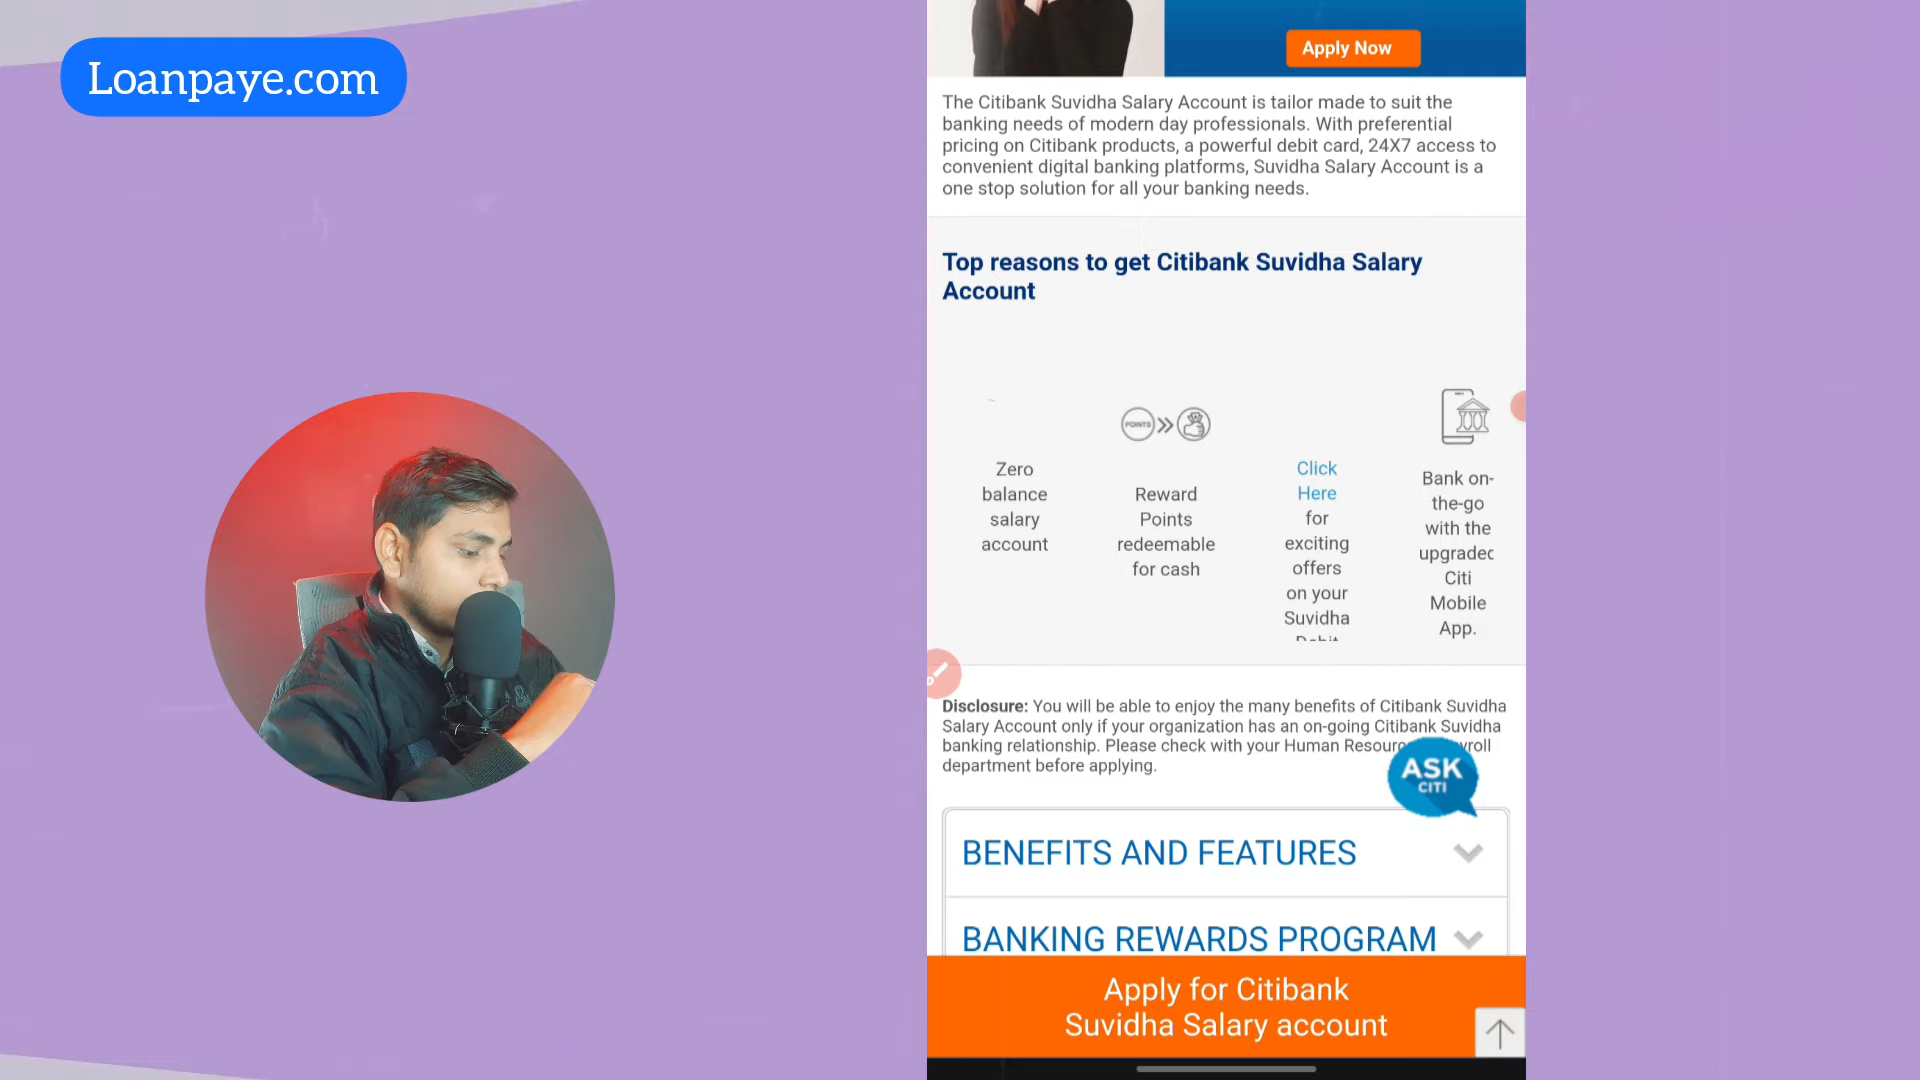 Loanpaye.com
Apply Now
The Citibank Suvidha Salary Account is tailor made to suit the
banking needs of modern day professionals. With preferential
pricing on Citibank products, a powerful debit card, 24X7 access to
convenient digital banking platforms, Suvidha Salary Account is a
one stop solution for all your banking needs.
Top reasons to get Citibank Suvidha Salary
Account
POINTS
Zero
balance
salary
account
Reward
Points
redeemable
for cash
Click
Here
for
exciting
offers
on your
Suvidha
Bank on-
the-go
with the
upgraded
Citi
Mobile
App.
Disclosure: You will be able to enjoy the many benefits of Citibank Suvidha
Salary Account only if your organization has an on-going Citibank Suvidha
banking relationship. Please check with your Human
department before applying.
ASK
CITI
BENEFITS AND FEATURES
BANKING REWARDS PROGRAM
Apply for Citibank
Suvidha Salary account